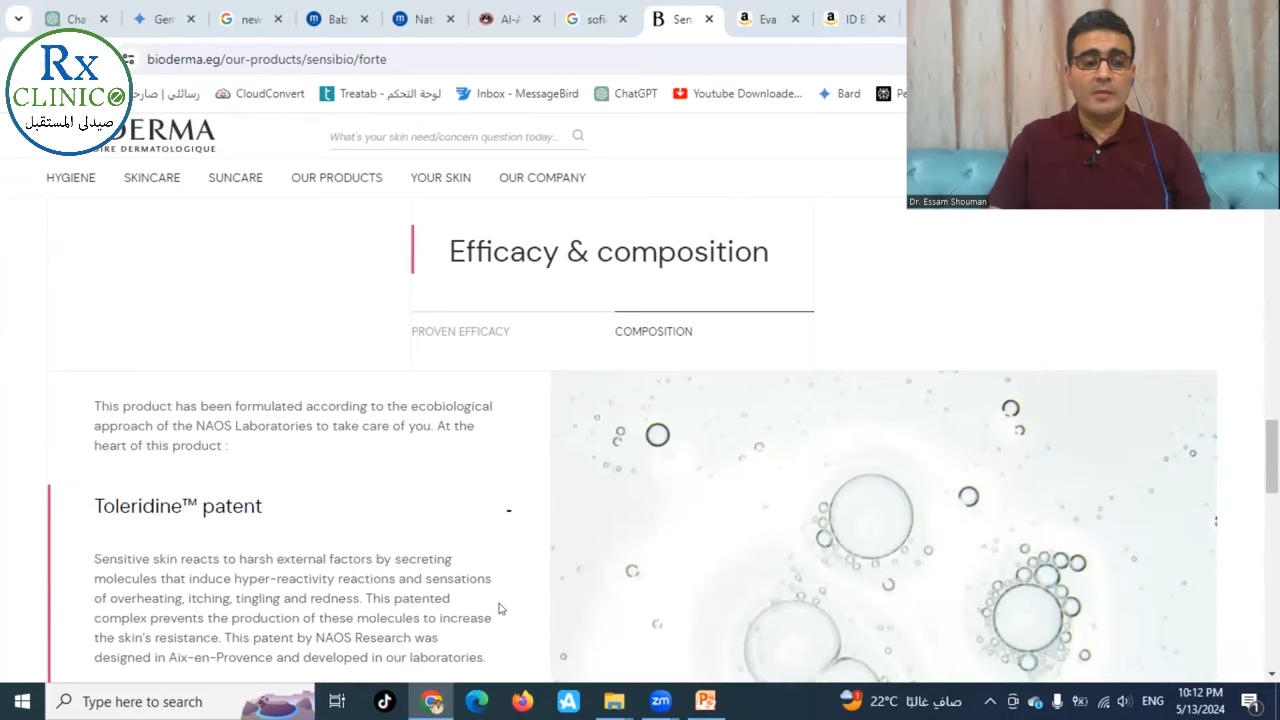 Cha
Gen
new
Bab
Nat
AI-A
sofi
Sen
Eva
ID E
bioderma.eg/our-products/sensibio/forte
Rx
CLINICO
صيدلى المستقبل
رسائلي | صارح
CloudConvert
Treatab - لوحة التحكم
Inbox - MessageBird
ChatGPT
Youtube Downloade...
Bard
Pe
DERMA
IRE DERMATOLOGIQUE
What's your skin need/concern question today...
HYGIENE
SKINCARE
SUNCARE
OUR PRODUCTS
YOUR SKIN
OUR COMPANY
Dr. Essam Shouman
Efficacy & composition
PROVEN EFFICACY
COMPOSITION
This product has been formulated according to the ecobiological
approach of the NAOS Laboratories to take care of you. At the
heart of this product :
Toleridine™ patent
-
Sensitive skin reacts to harsh external factors by secreting
molecules that induce hyper-reactivity reactions and sensations
of overheating, itching, tingling and redness. This patented
complex prevents the production of these molecules to increase
the skin's resistance. This patent by NAOS Research was
designed in Aix-en-Provence and developed in our laboratories.
Type here to search
22°C
صافٍ غالبًا
ENG
10:12 PM
5/13/2024